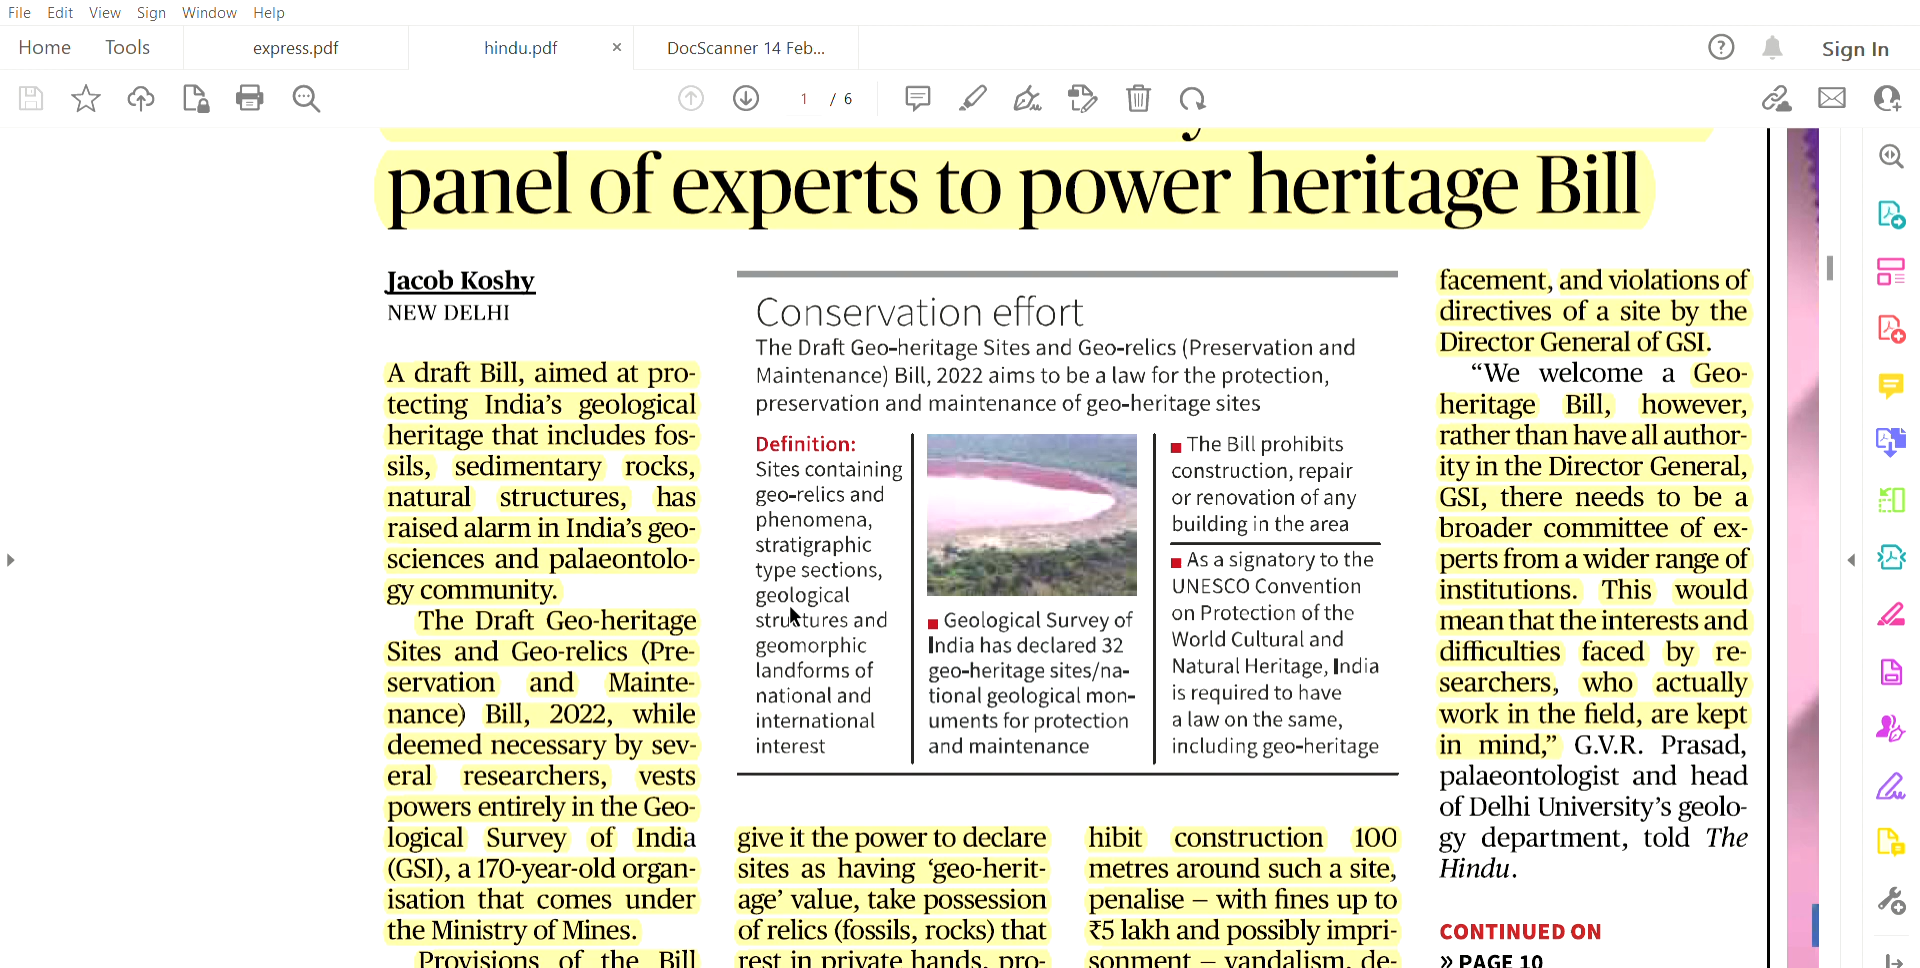 File Edit View Sign Window Help
Home Tools express.pdf hindu.pdf × DocScanner 14 Feb... Sign In
1 / 6
panel of experts to power heritage Bill
Jacob Koshy
NEW DELHI
A draft Bill, aimed at pro-
tecting India's geological
heritage that includes fos-
sils, sedimentary rocks,
natural structures, has
raised alarm in India's geo-
sciences and palaeontolo-
gy community.
The Draft Geo-heritage
Sites and Geo-relics (Pre-
servation and Mainte-
nance) Bill, 2022, while
deemed necessary by sev-
eral researchers, vests
powers entirely in the Geo-
logical Survey of India
(GSI), a 170-year-old organ-
isation that comes under
the Ministry of Mines.
Provisions of the Bill
Conservation effort
The Draft Geo-heritage Sites and Geo-relics (Preservation and
Maintenance) Bill, 2022 aims to be a law for the protection,
preservation and maintenance of geo-heritage sites
Definition:
Sites containing
geo-relics and
phenomena,
stratigraphic
type sections,
geological
structures and
geomorphic
landforms of
national and
international
interest
■ Geological Survey of
India has declared 32
geo-heritage sites/na-
tional geological mon-
uments for protection
and maintenance
■ The Bill prohibits
construction, repair
or renovation of any
building in the area
■ As a signatory to the
UNESCO Convention
on Protection of the
World Cultural and
Natural Heritage, India
is required to have
a law on the same,
including geo-heritage
give it the power to declare
sites as having 'geo-herit-
age' value, take possession
of relics (fossils, rocks) that
rest in private hands, pro-
hibit construction 100
metres around such a site,
penalise – with fines up to
₹5 lakh and possibly impri-
sonment – vandalism, de-
facement, and violations of
directives of a site by the
Director General of GSI.
"We welcome a Geo-
heritage Bill, however,
rather than have all author-
ity in the Director General,
GSI, there needs to be a
broader committee of ex-
perts from a wider range of
institutions. This would
mean that the interests and
difficulties faced by re-
searchers, who actually
work in the field, are kept
in mind," G.V.R. Prasad,
palaeontologist and head
of Delhi University's geolo-
gy department, told The
Hindu.
CONTINUED ON
» PAGE 10